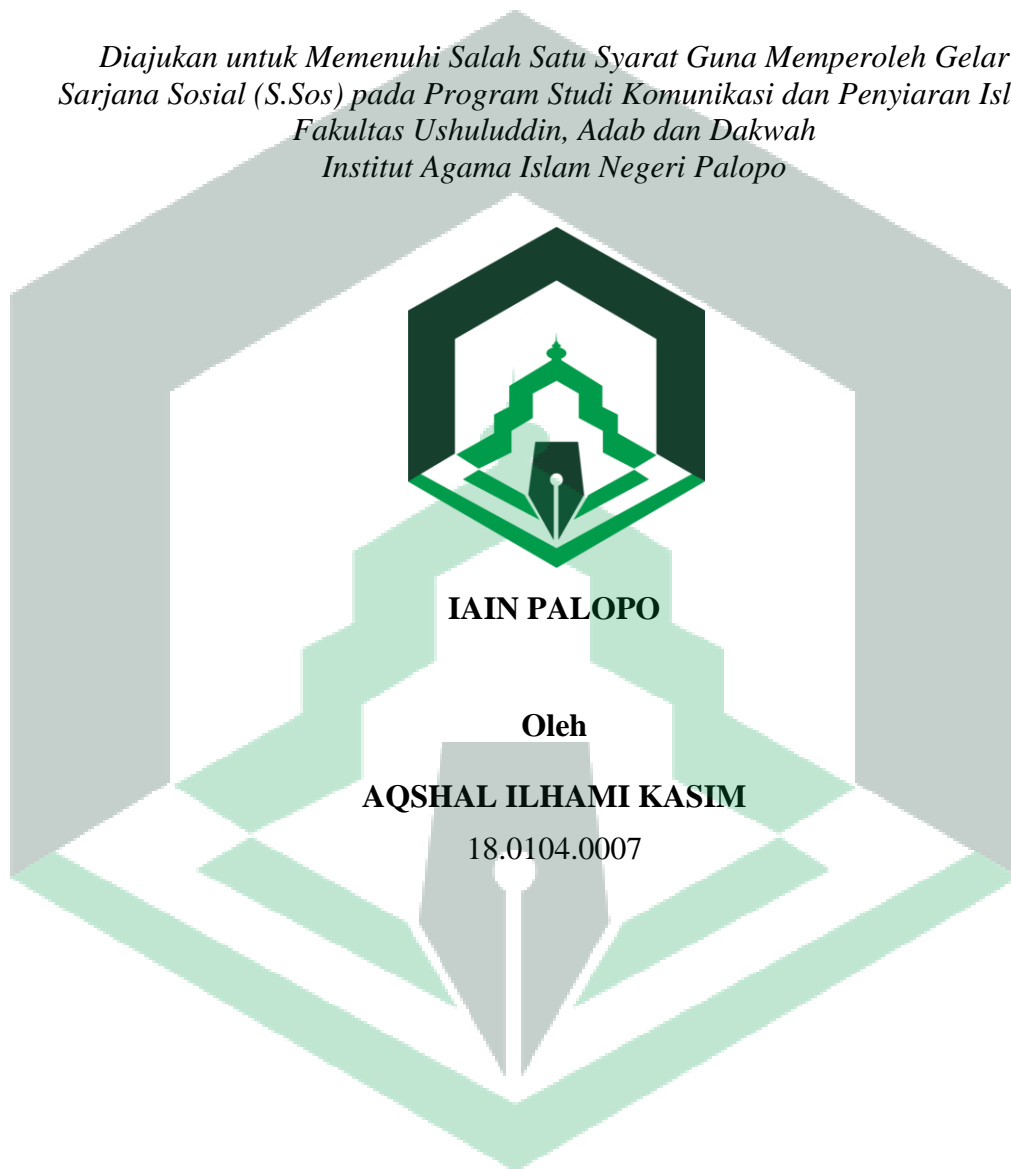 Diajukan untuk Memenuhi Salah Satu Syarat Guna Memperoleh Gelar
Sarjana Sosial (S.Sos) pada Program Studi Komunikasi dan Penyiaran Isl
Fakultas Ushuluddin, Adab dan Dakwah
Institut Agama Islam Negeri Palopo
IAIN PALOPO
Oleh
AQSHAL ILHAMI KASIM
18.0104.0007